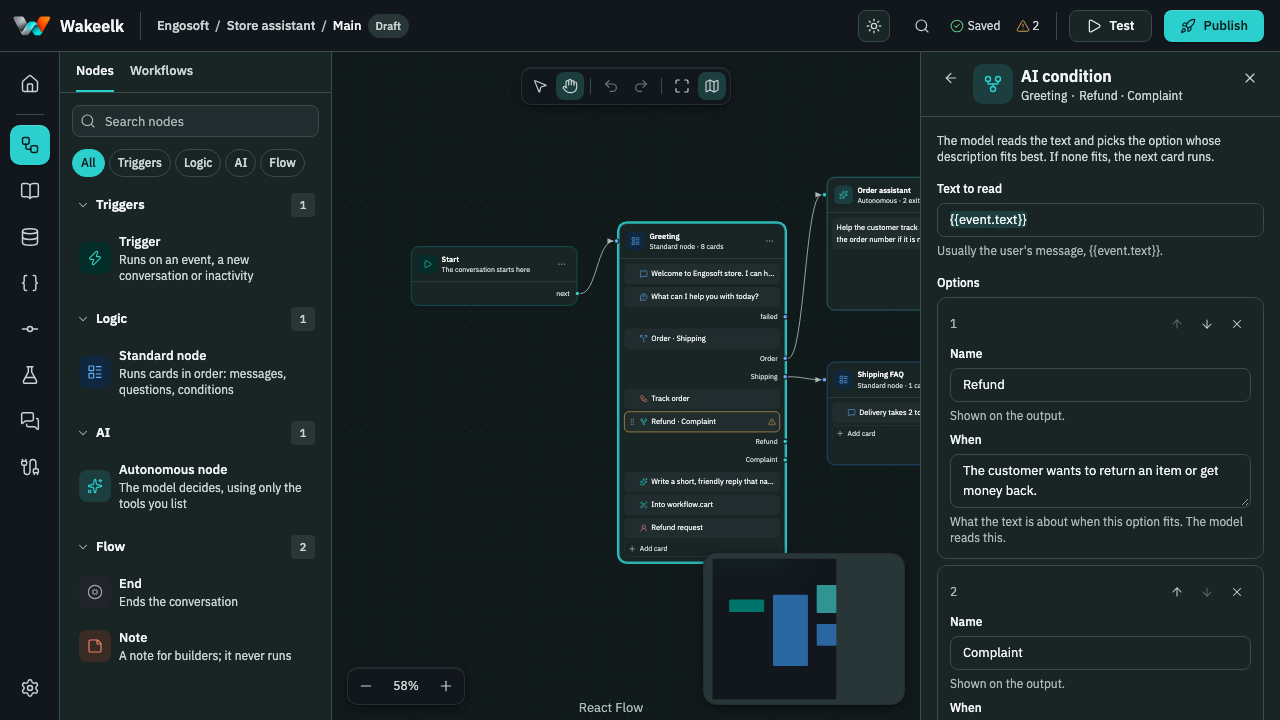 Wakeelk
Engosoft / Store assistant / Main Draft
Saved
2
Test
Publish
Nodes Workflows
Search nodes
All Triggers Logic AI Flow
Triggers 1
Trigger
Runs on an event, a new
conversation or inactivity
Logic 1
Standard node
Runs cards in order: messages,
questions, conditions
AI 1
Autonomous node
The model decides, using only the
tools you list
Flow 2
End
Ends the conversation
Note
A note for builders; it never runs
Start
The conversation starts here
next
Greeting
Standard node · 8 cards
Welcome to Engosoft store. I can h...
What can I help you with today?
failed
Order · Shipping
Order
Shipping
Track order
Refund · Complaint
Refund
Complaint
Write a short, friendly reply that na...
Into workflow.cart
Refund request
+ Add card
Order assistant
Autonomous · 2 exit
Help the customer track
the order number if it is n
Shipping FAQ
Standard node · 1 ca
Delivery takes 2 to
+ Add card
58%
React Flow
AI condition
Greeting · Refund · Complaint
The model reads the text and picks the option whose
description fits best. If none fits, the next card runs.
Text to read
{{event.text}}
Usually the user's message, {{event.text}}.
Options
1
Name
Refund
Shown on the output.
When
The customer wants to return an item or get
money back.
What the text is about when this option fits. The model
reads this.
2
Name
Complaint
Shown on the output.
When